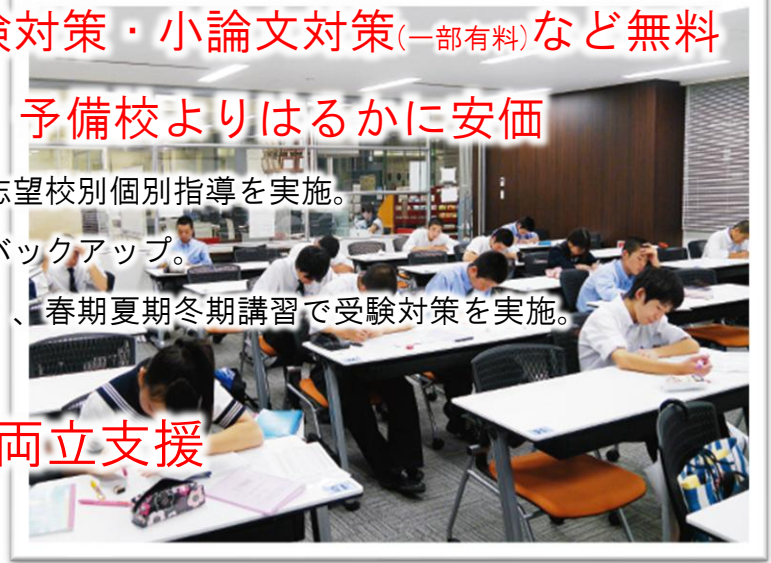 対策・小論文対策(一部有料)など無料
予備校よりはるかに安価
志望校別個別指導を実施。
バックアップ。
、春期夏期冬期講習で受験対策を実施。
両立支援